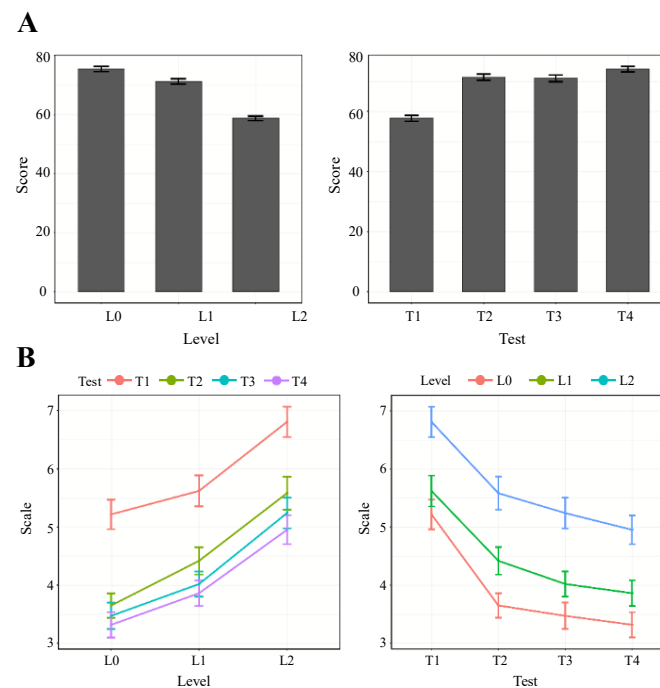 A
80
60
40
20
0
Score
L0 L1 L2
Level
80
60
40
20
0
Score
T1 T2 T3 T4
Test
B
Test T1 T2 T3 T4
7
6
5
4
3
Scale
L0 L1 L2
Level
Level L0 L1 L2
7
6
5
4
3
Scale
T1 T2 T3 T4
Test